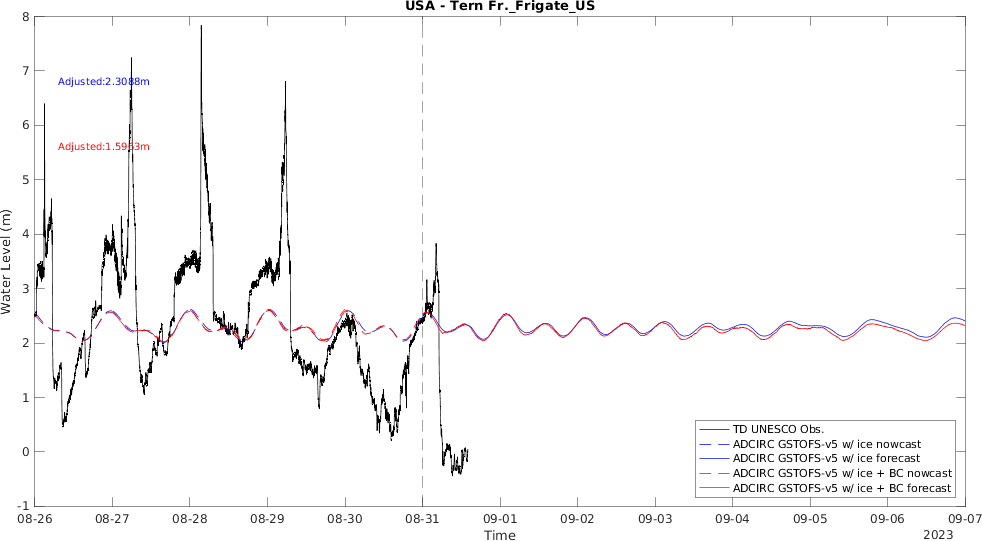 USA - Tern Fr._Frigate_US
8
7
6
5
4
3
2
1
0
-1
Water Level (m)
Adjusted:2.3088m
Adjusted:1.5963m
TD UNESCO Obs.
ADCIRC GSTOFS-v5 w/ ice nowcast
ADCIRC GSTOFS-v5 w/ ice forecast
ADCIRC GSTOFS-v5 w/ ice + BC nowcast
ADCIRC GSTOFS-v5 w/ ice + BC forecast
08-26 08-27 08-28 08-29 08-30 08-31 09-01 09-02 09-03 09-04 09-05 09-06 09-07
Time
2023